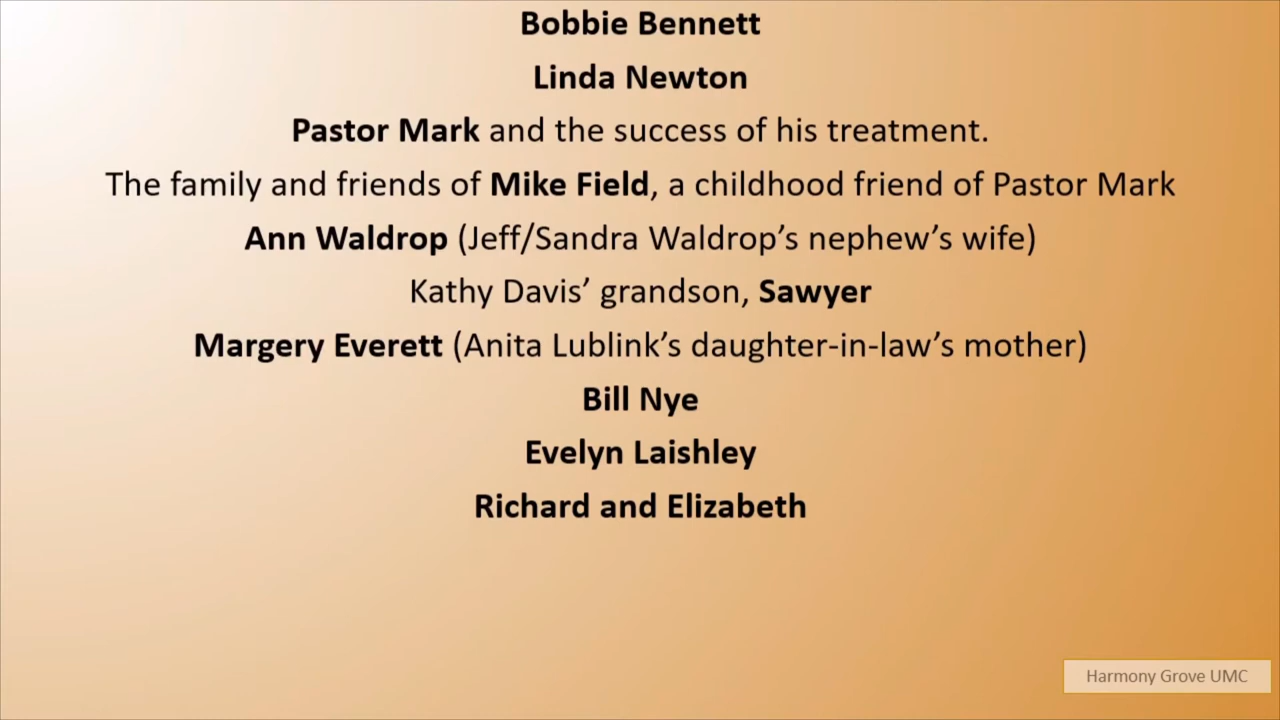 Bobbie Bennett
Linda Newton
Pastor Mark and the success of his treatment.
The family and friends of Mike Field, a childhood friend of Pastor Mark
Ann Waldrop (Jeff/Sandra Waldrop’s nephew’s wife)
Kathy Davis’ grandson, Sawyer
Margery Everett (Anita Lublink’s daughter-in-law’s mother)
Bill Nye
Evelyn Laishley
Richard and Elizabeth
Harmony Grove UMC